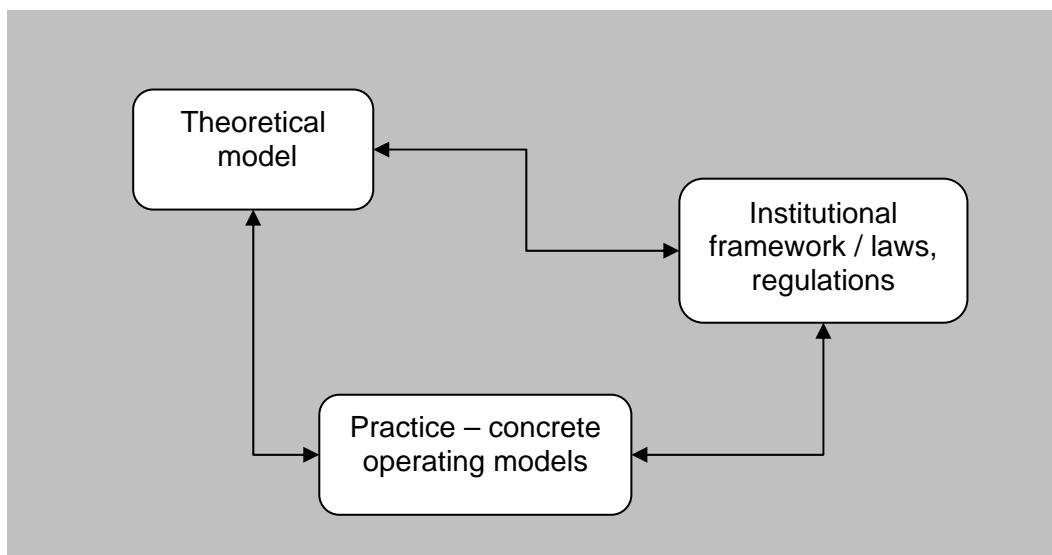 Theoretical
model
Institutional
framework / laws,
regulations
Practice – concrete
operating models